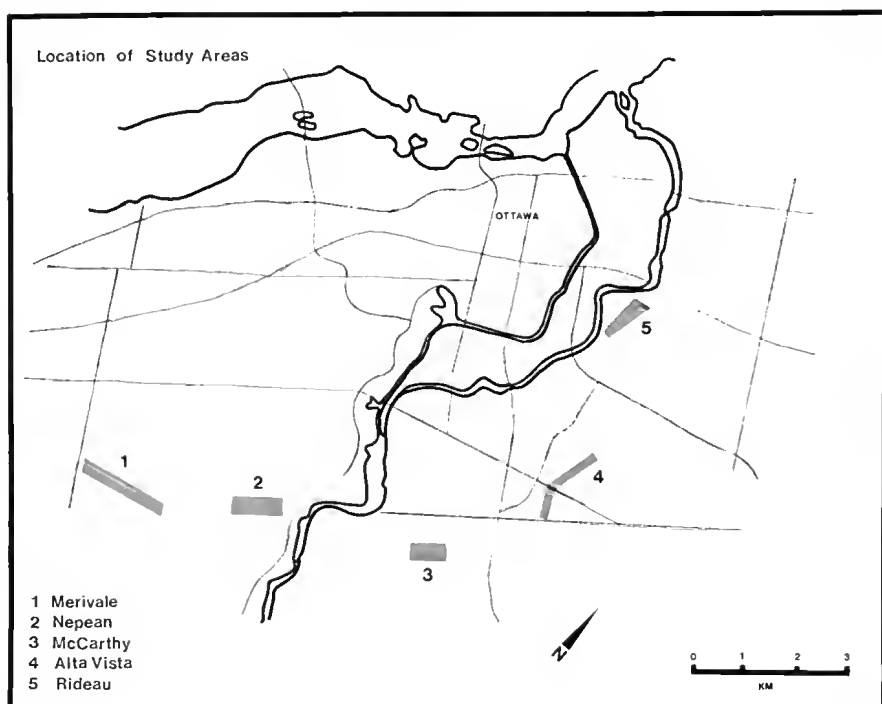 Location of Study Areas
OTTAWA
5
1
2
4
3
1 Merivale
2 Nepean
3 McCarthy
4 Alta Vista
5 Rideau
N
0 1 2 3
KM